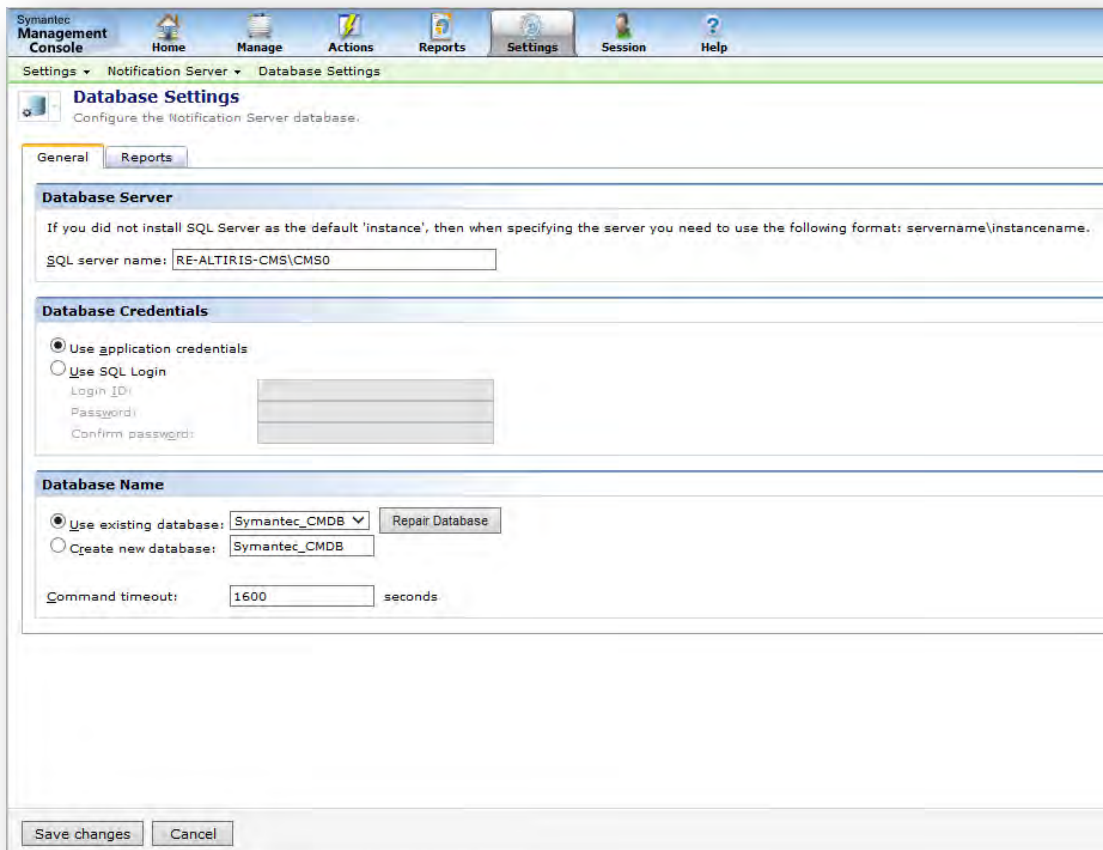 Symantec
Management
Console
Home Manage Actions Reports Settings Session Help
Settings Notification Server Database Settings
Database Settings
Configure the Notification Server database.
General Reports
Database Server
If you did not install SQL Server as the default 'instance', then when specifying the server you need to use the following format: servername\instancename.
SQL server name: RE-ALTIRIS-CMS\CMS0
Database Credentials
Use application credentials
Use SQL Login
Login ID:
Password:
Confirm password:
Database Name
Use existing database: Symantec_CMDB Repair Database
Create new database: Symantec_CMDB
Command timeout: 1600 seconds
Save changes Cancel